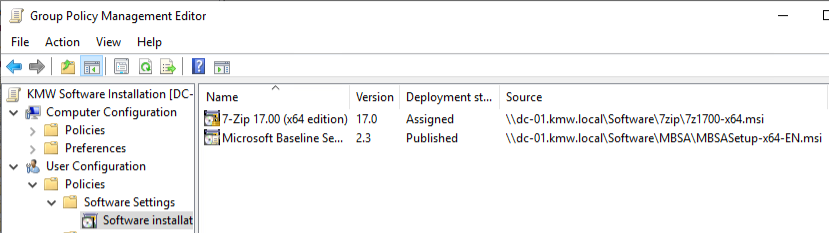 Group Policy Management Editor
File Action View Help
KMW Software Installation [DC-
Computer Configuration
Policies
Preferences
User Configuration
Policies
Software Settings
Software installat
Name Version Deployment st... Source
7-Zip 17.00 (x64 edition) 17.0 Assigned \\dc-01.kmw.local\Software\7zip\7z1700-x64.msi
Microsoft Baseline Se... 2.3 Published \\dc-01.kmw.local\Software\MBSA\MBSASetup-x64-EN.msi